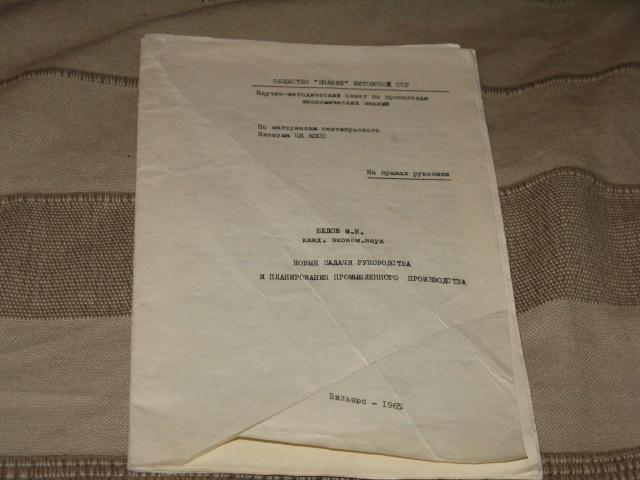 ОБЩЕСТВО "ЗНАНИЕ" ЛИТОВСКОЙ ССР
Научно-методический совет по пропаганде
экономических знаний
По материалам сентябрьского
Пленума ЦК КПСС
На правах рукописи
БЕЛОВ М.И.
канд. эконом.наук
НОВЫЕ ЗАДАЧИ РУКОВОДСТВА
И ПЛАНИРОВАНИЯ ПРОМЫШЛЕННОГО ПРОИЗВОДСТВА
Вильнюс - 1965